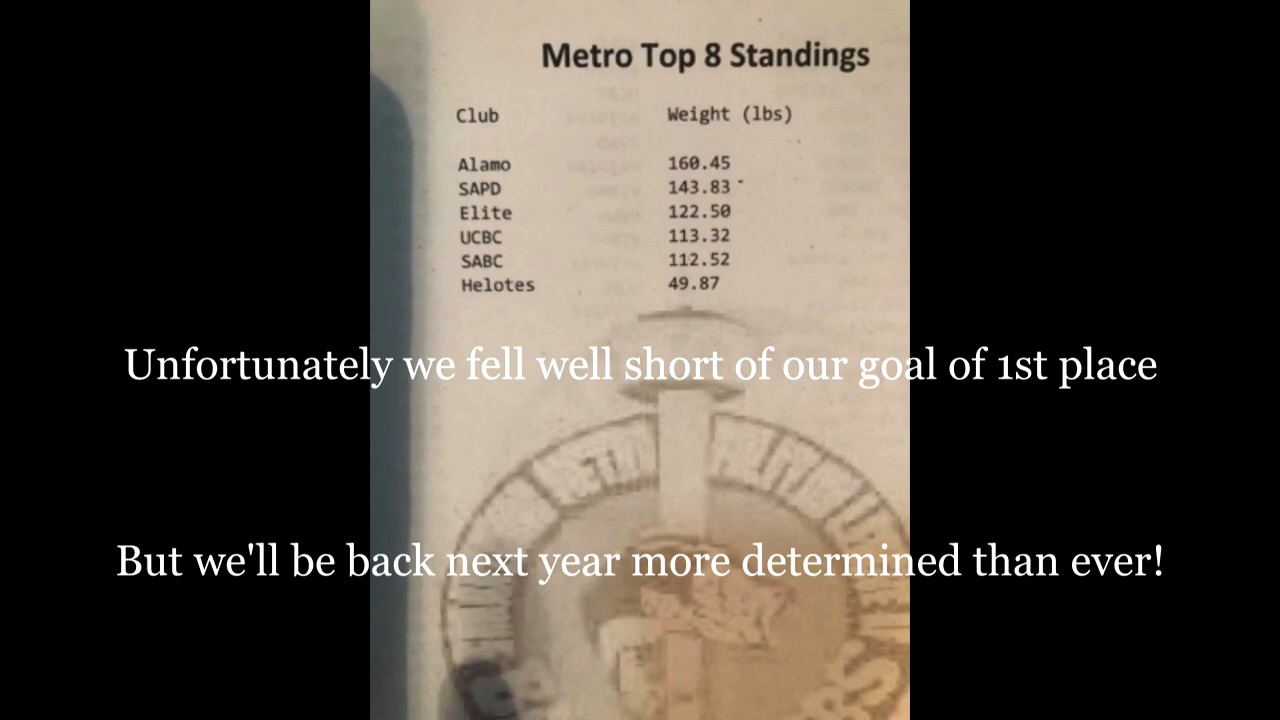 Metro Top 8 Standings
Club Weight (lbs)
Alamo 160.45
SAPD 143.83
Elite 122.50
UCBC 113.32
SABC 112.52
Helotes 49.87
Unfortunately we fell well short of our goal of 1st place
But we'll be back next year more determined than ever!